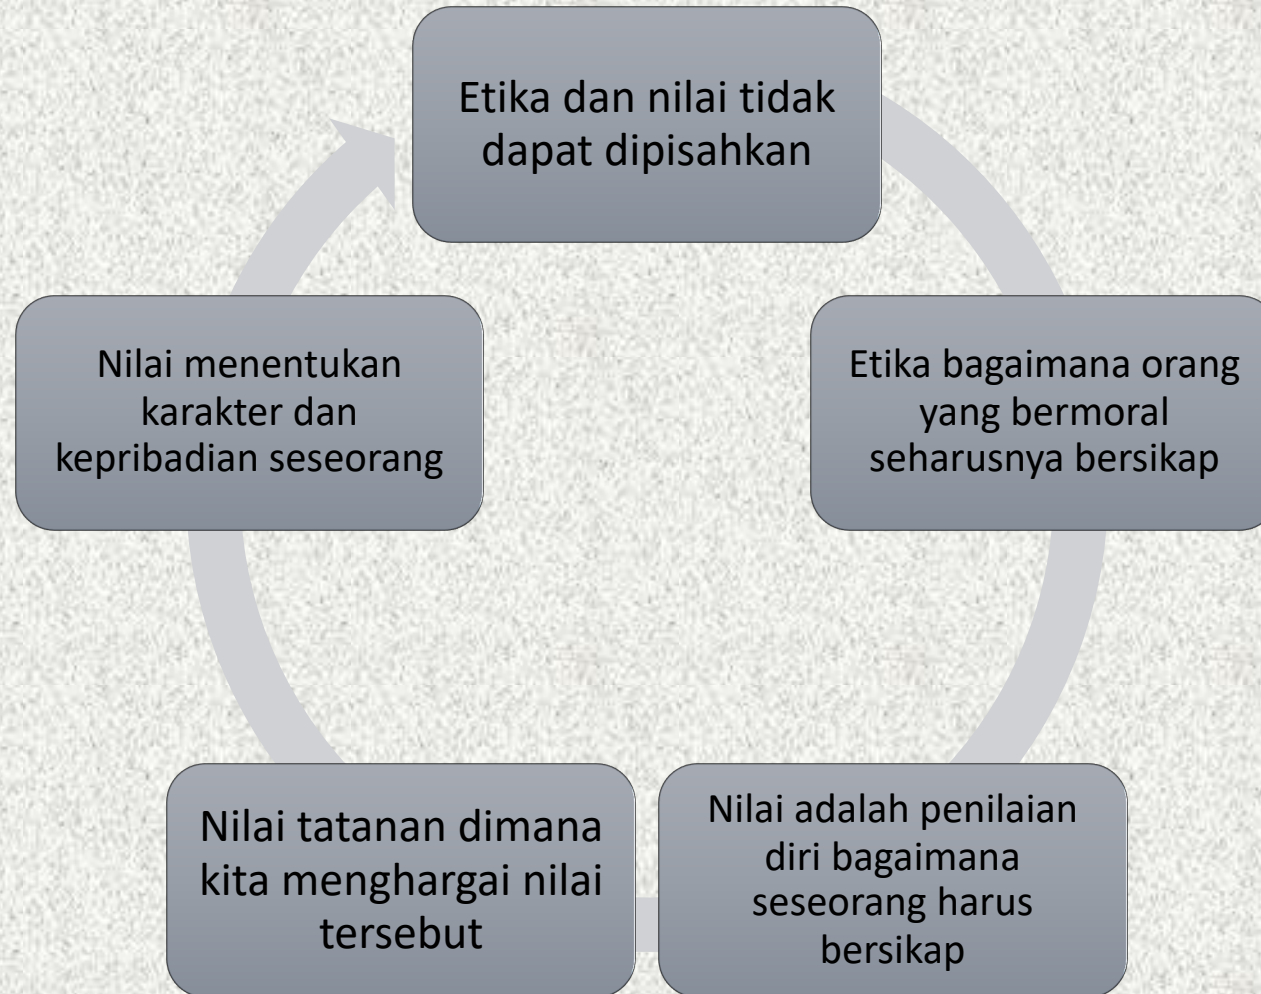 Etika dan nilai tidak
dapat dipisahkan
Etika bagaimana orang
yang bermoral
seharusnya bersikap
Nilai adalah penilaian
diri bagaimana
seseorang harus
bersikap
Nilai tatanan dimana
kita menghargai nilai
tersebut
Nilai menentukan
karakter dan
kepribadian seseorang